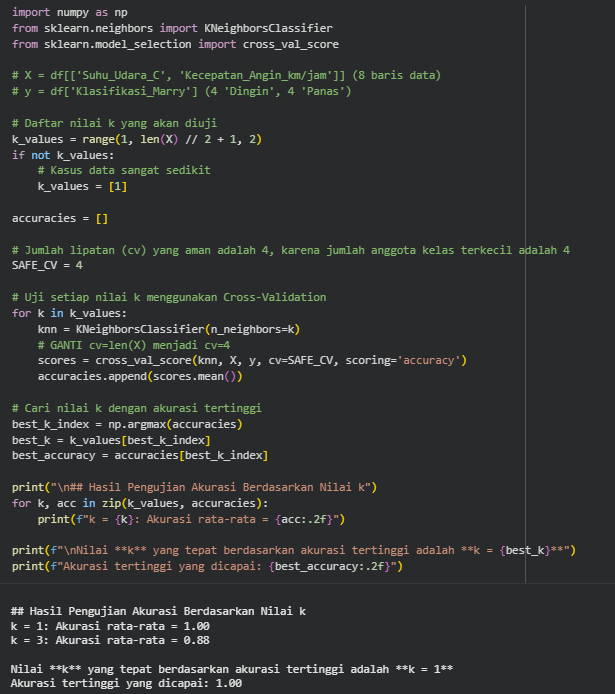 import numpy as np
from sklearn.neighbors import KNeighborsClassifier
from sklearn.model_selection import cross_val_score

# X = df[['Suhu_Udara_C', 'Kecepatan_Angin_km/jam']] (8 baris data)
# y = df['Klasifikasi_Marry'] (4 'Dingin', 4 'Panas')

# Daftar nilai k yang akan diuji
k_values = range(1, len(X) // 2 + 1, 2)
if not k_values:
    # Kasus data sangat sedikit
    k_values = [1]

accuracies = []

# Jumlah lipatan (cv) yang aman adalah 4, karena jumlah anggota kelas terkecil adalah 4
SAFE_CV = 4

# Uji setiap nilai k menggunakan Cross-Validation
for k in k_values:
    knn = KNeighborsClassifier(n_neighbors=k)
    # GANTI cv=len(X) menjadi cv=4
    scores = cross_val_score(knn, X, y, cv=SAFE_CV, scoring='accuracy')
    accuracies.append(scores.mean())

# Cari nilai k dengan akurasi tertinggi
best_k_index = np.argmax(accuracies)
best_k = k_values[best_k_index]
best_accuracy = accuracies[best_k_index]

print("\n## Hasil Pengujian Akurasi Berdasarkan Nilai k")
for k, acc in zip(k_values, accuracies):
    print(f"k = {k}: Akurasi rata-rata = {acc:.2f}")

print(f"\nNilai **k** yang tepat berdasarkan akurasi tertinggi adalah **k = {best_k}**")
print(f"Akurasi tertinggi yang dicapai: {best_accuracy:.2f}")

## Hasil Pengujian Akurasi Berdasarkan Nilai k
k = 1: Akurasi rata-rata = 1.00
k = 3: Akurasi rata-rata = 0.88

Nilai **k** yang tepat berdasarkan akurasi tertinggi adalah **k = 1**
Akurasi tertinggi yang dicapai: 1.00